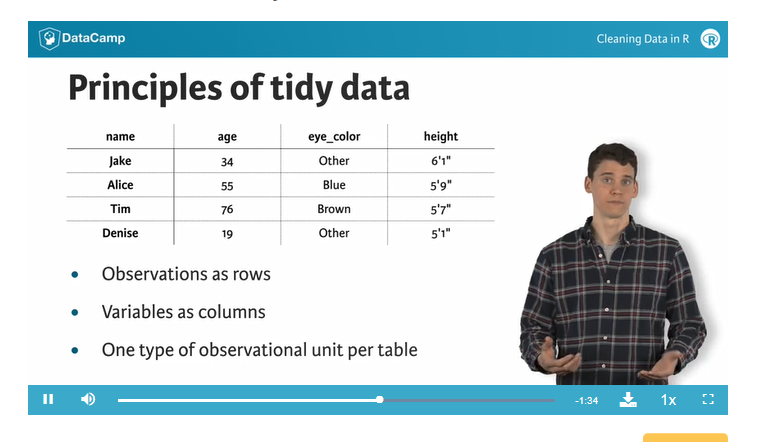 DataCamp
Cleaning Data in R
R
Principles of tidy data
name age eye_color height
Jake 34 Other 6'1"
Alice 55 Blue 5'9"
Tim 76 Brown 5'7"
Denise 19 Other 5'1"
• Observations as rows
• Variables as columns
• One type of observational unit per table
-1:34 1x